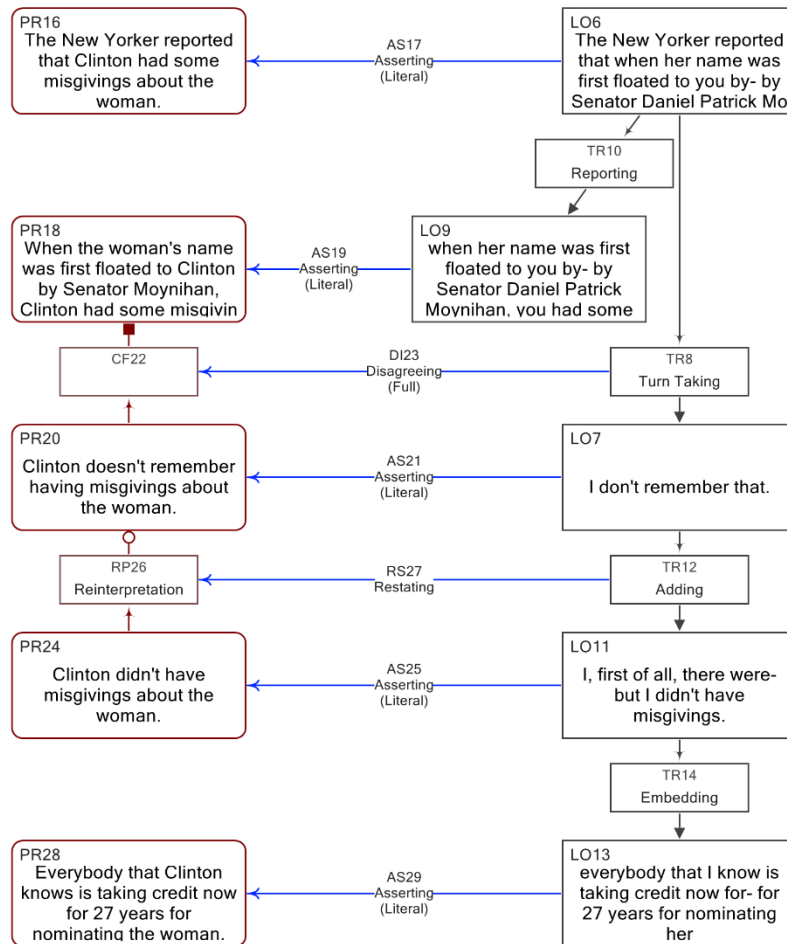 PR16
The New Yorker reported
that Clinton had some
misgivings about the
woman.
AS17
Asserting
(Literal)
LO6
The New Yorker reported
that when her name was
first floated to you by- by
Senator Daniel Patrick Mo
TR10
Reporting
PR18
When the woman's name
was first floated to Clinton
by Senator Moynihan,
Clinton had some misgivin
AS19
Asserting
(Literal)
LO9
when her name was first
floated to you by- by
Senator Daniel Patrick
Moynihan, you had some
CF22
DI23
Disagreeing
(Full)
TR8
Turn Taking
PR20
Clinton doesn't remember
having misgivings about
the woman.
AS21
Asserting
(Literal)
LO7
I don't remember that.
RP26
Reinterpretation
RS27
Restating
TR12
Adding
PR24
Clinton didn't have
misgivings about the
woman.
AS25
Asserting
(Literal)
LO11
I, first of all, there were-
but I didn't have
misgivings.
TR14
Embedding
PR28
Everybody that Clinton
knows is taking credit now
for 27 years for
nominating the woman.
AS29
Asserting
(Literal)
LO13
everybody that I know is
taking credit now for- for
27 years for nominating
her